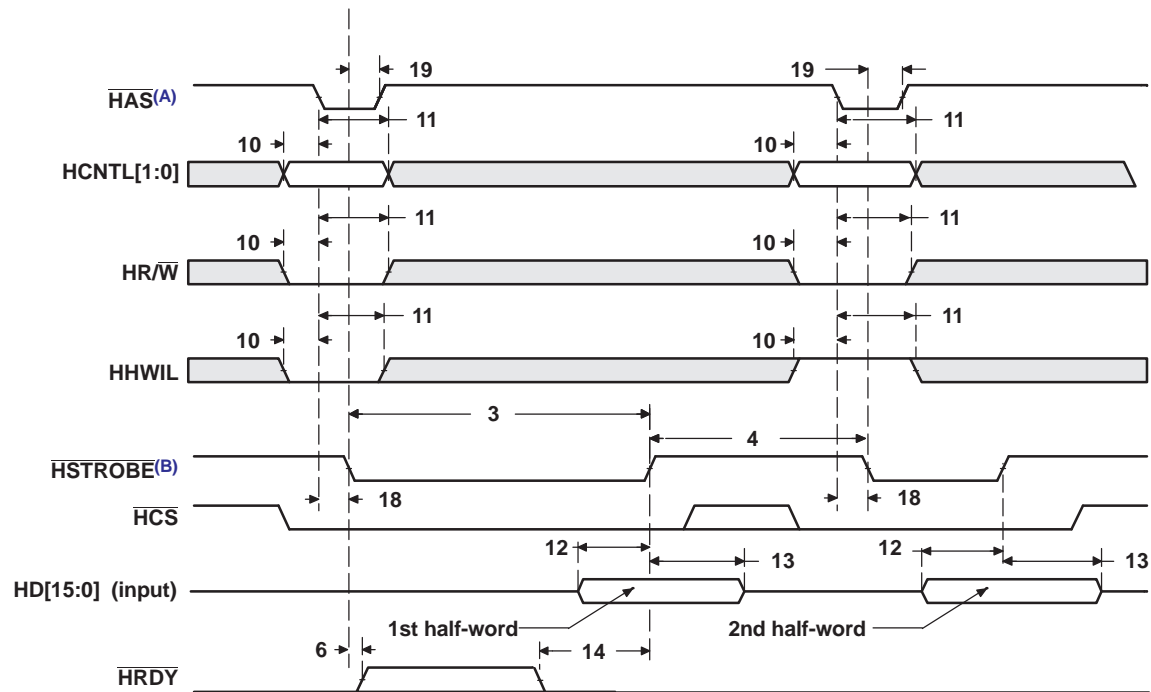 19 19
HAS(A)
11 11
10 10
HCNTL[1:0]
11 11
10 10
HR/W
11 11
10 10
HHWIL
3
4
HSTROBE(B)
18 18
HCS
12 13 12 13
HD[15:0] (input)
1st half-word 2nd half-word
6 14
HRDY